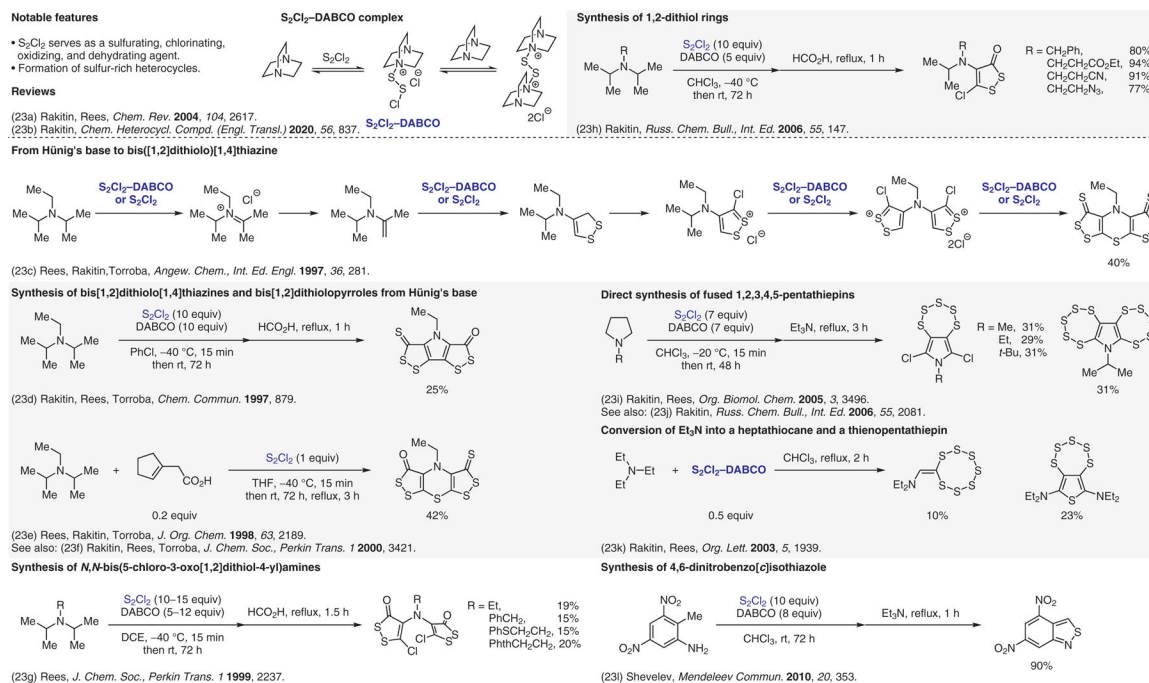 Notable features
• S2Cl2 serves as a sulfurating, chlorinating,
oxidizing, and dehydrating agent.
• Formation of sulfur-rich heterocycles.
Reviews
(23a) Rakitin, Rees, Chem. Rev. 2004, 104, 2617.
(23b) Rakitin, Chem. Heterocycl. Compd. (Engl. Transl.) 2020, 56, 837.
S2Cl2–DABCO complex
S2Cl2
S2Cl2–DABCO
2Cl⊖
Synthesis of 1,2-dithiol rings
S2Cl2 (10 equiv)
DABCO (5 equiv)
CHCl3, –40 °C
then rt, 72 h
HCO2H, reflux, 1 h
R = CH2Ph, 80%
CH2CH2CO2Et, 94%
CH2CH2CN, 91%
CH2CH2N3, 77%
(23h) Rakitin, Russ. Chem. Bull., Int. Ed. 2006, 55, 147.
From Hünig's base to bis([1,2]dithiolo)[1,4]thiazine
S2Cl2–DABCO
or S2Cl2
S2Cl2–DABCO
or S2Cl2
S2Cl2–DABCO
or S2Cl2
S2Cl2–DABCO
or S2Cl2
40%
(23c) Rees, Rakitin,Torroba, Angew. Chem., Int. Ed. Engl. 1997, 36, 281.
Synthesis of bis[1,2]dithiolo[1,4]thiazines and bis[1,2]dithiolopyrroles from Hünig's base
S2Cl2 (10 equiv)
DABCO (10 equiv)
PhCl, –40 °C, 15 min
then rt, 72 h
HCO2H, reflux, 1 h
25%
(23d) Rakitin, Rees, Torroba, Chem. Commun. 1997, 879.
+
CO2H
0.2 equiv
S2Cl2 (1 equiv)
THF, –40 °C, 15 min
then rt, 72 h, reflux, 3 h
42%
(23e) Rees, Rakitin, Torroba, J. Org. Chem. 1998, 63, 2189.
See also: (23f) Rakitin, Rees, Torroba, J. Chem. Soc., Perkin Trans. 1 2000, 3421.
Direct synthesis of fused 1,2,3,4,5-pentathiepins
S2Cl2 (7 equiv)
DABCO (7 equiv)
CHCl3, –20 °C, 15 min
then rt, 48 h
Et3N, reflux, 3 h
R = Me, 31%
Et, 29%
t-Bu, 31%
31%
(23i) Rakitin, Rees, Org. Biomol. Chem. 2005, 3, 3496.
See also: (23j) Rakitin, Russ. Chem. Bull., Int. Ed. 2006, 55, 2081.
Conversion of Et3N into a heptathiocane and a thienopentathiepin
+
S2Cl2–DABCO
0.5 equiv
CHCl3, reflux, 2 h
10%
23%
(23k) Rakitin, Rees, Org. Lett. 2003, 5, 1939.
Synthesis of N,N-bis(5-chloro-3-oxo[1,2]dithiol-4-yl)amines
S2Cl2 (10–15 equiv)
DABCO (5–12 equiv)
DCE, –40 °C, 15 min
then rt, 72 h
HCO2H, reflux, 1.5 h
R = Et, 19%
PhCH2, 15%
PhSCH2CH2, 15%
PhthCH2CH2, 20%
(23g) Rees, J. Chem. Soc., Perkin Trans. 1 1999, 2237.
Synthesis of 4,6-dinitrobenzo[c]isothiazole
S2Cl2 (10 equiv)
DABCO (8 equiv)
CHCl3, rt, 72 h
Et3N, reflux, 1 h
90%
(23l) Shevelev, Mendeleev Commun. 2010, 20, 353.